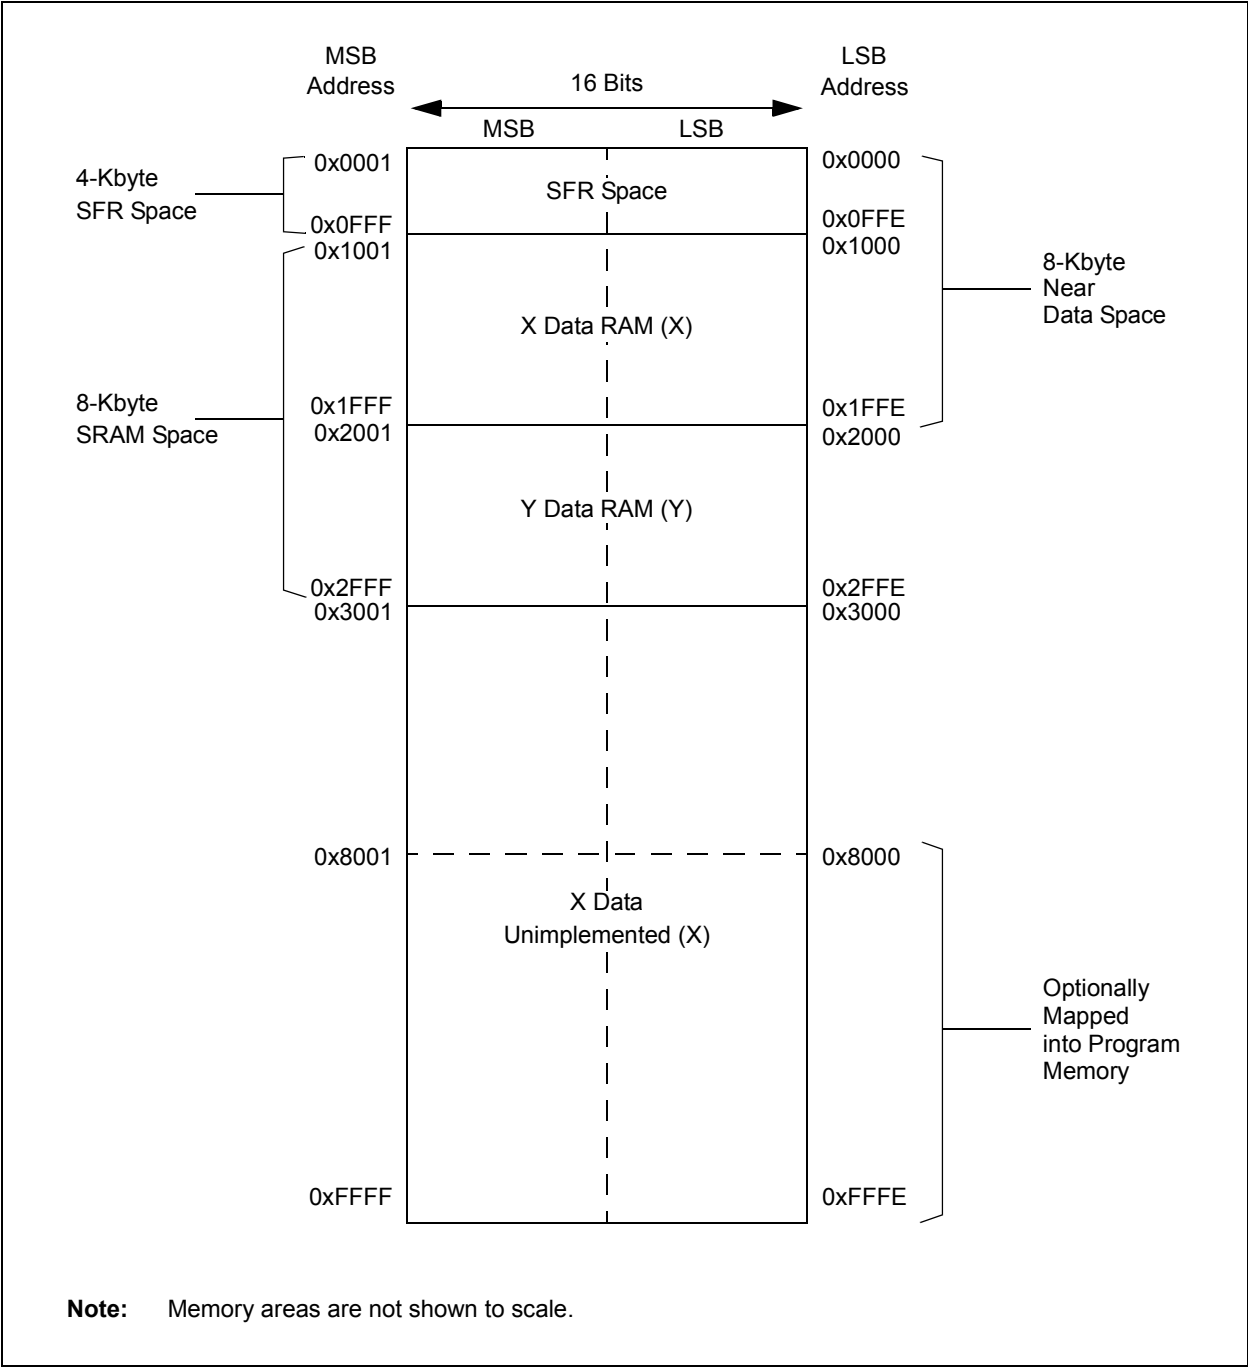 MSB
Address
16 Bits
LSB
Address
MSB
LSB
4-Kbyte
SFR Space
0x0001
0x0FFF
SFR Space
0x0000
0x0FFE
8-Kbyte
SRAM Space
0x1001
0x1FFF
X Data RAM (X)
0x1000
0x1FFE
8-Kbyte
Near
Data Space
0x2001
0x2FFF
Y Data RAM (Y)
0x2000
0x2FFE
0x3001
0x3000
0x8001
0x8000
X Data
Unimplemented (X)
Optionally
Mapped
into Program
Memory
0xFFFF
0xFFFE
Note: Memory areas are not shown to scale.